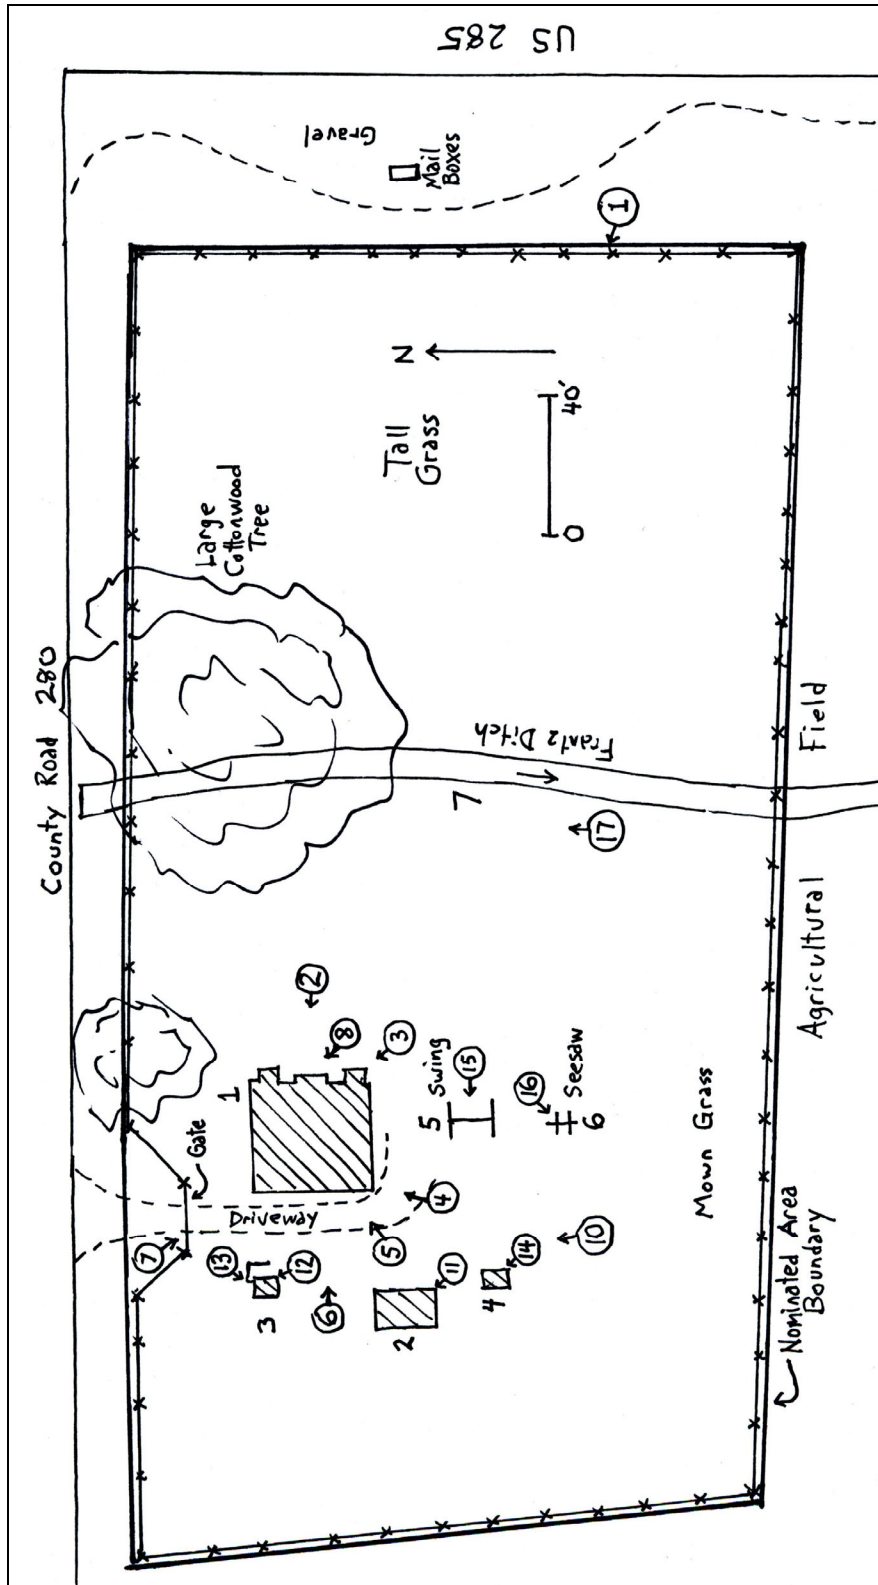 US 285
Gravel
Mail
Boxes
1
N
0 40'
Tall
Grass
Large
Cottonwood
Tree
County Road 280
Frantz Ditch
7
17
Agricultural Field
2
8
3
1
Swing
15
5
16
Seesaw
6
Gate
Driveway
4
5
7
13
12
3
6
11
2
14
4
10
Mown Grass
Nominated Area
Boundary